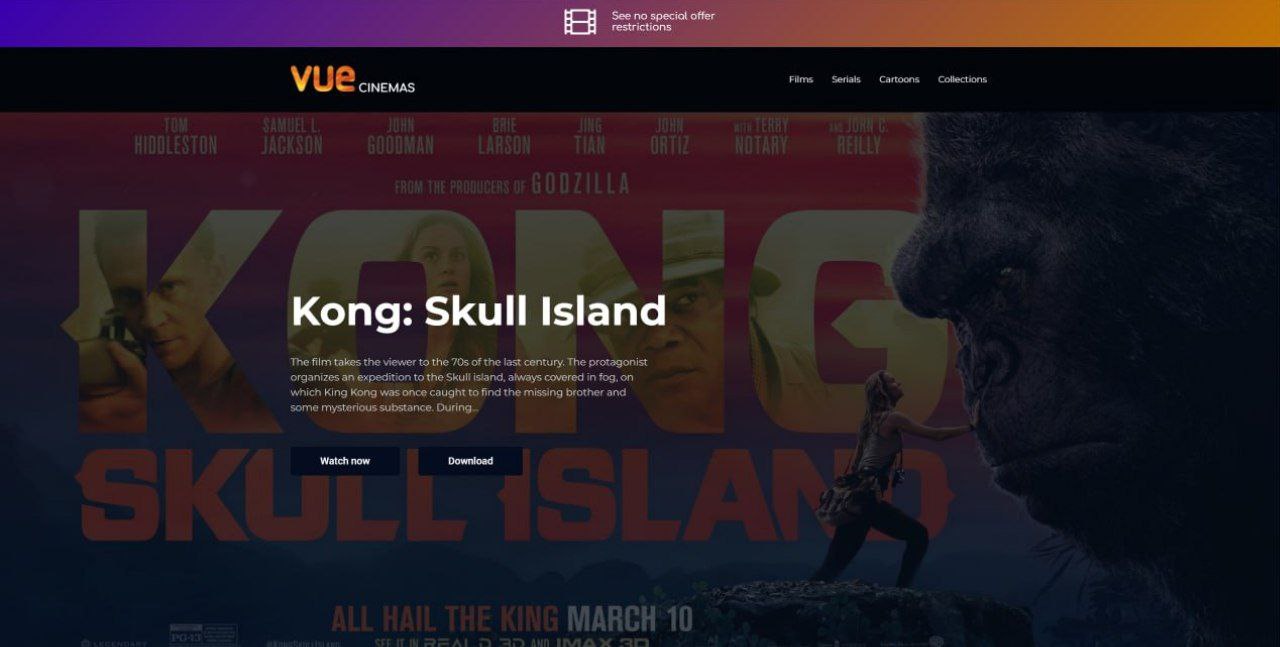 See no special offer
restrictions
vue CINEMAS
Films Serials Cartoons Collections
TOM HIDDLESTON
SAMUEL L. JACKSON
JOHN GOODMAN
BRIE LARSON
JING TIAN
JOHN ORTIZ
WITH TERRY NOTARY
AND JOHN C. REILLY
FROM THE PRODUCERS OF GODZILLA
KONG
Kong: Skull Island
The film takes the viewer to the 70s of the last century. The protagonist
organizes an expedition to the Skull island, always covered in fog, on
which King Kong was once caught to find the missing brother and
some mysterious substance. During...
Watch now Download
SKULL ISLAND
ALL HAIL THE KING MARCH 10
LEGENDARY
PG-13
SEE IT IN REAL D 3D AND IMAX 3D